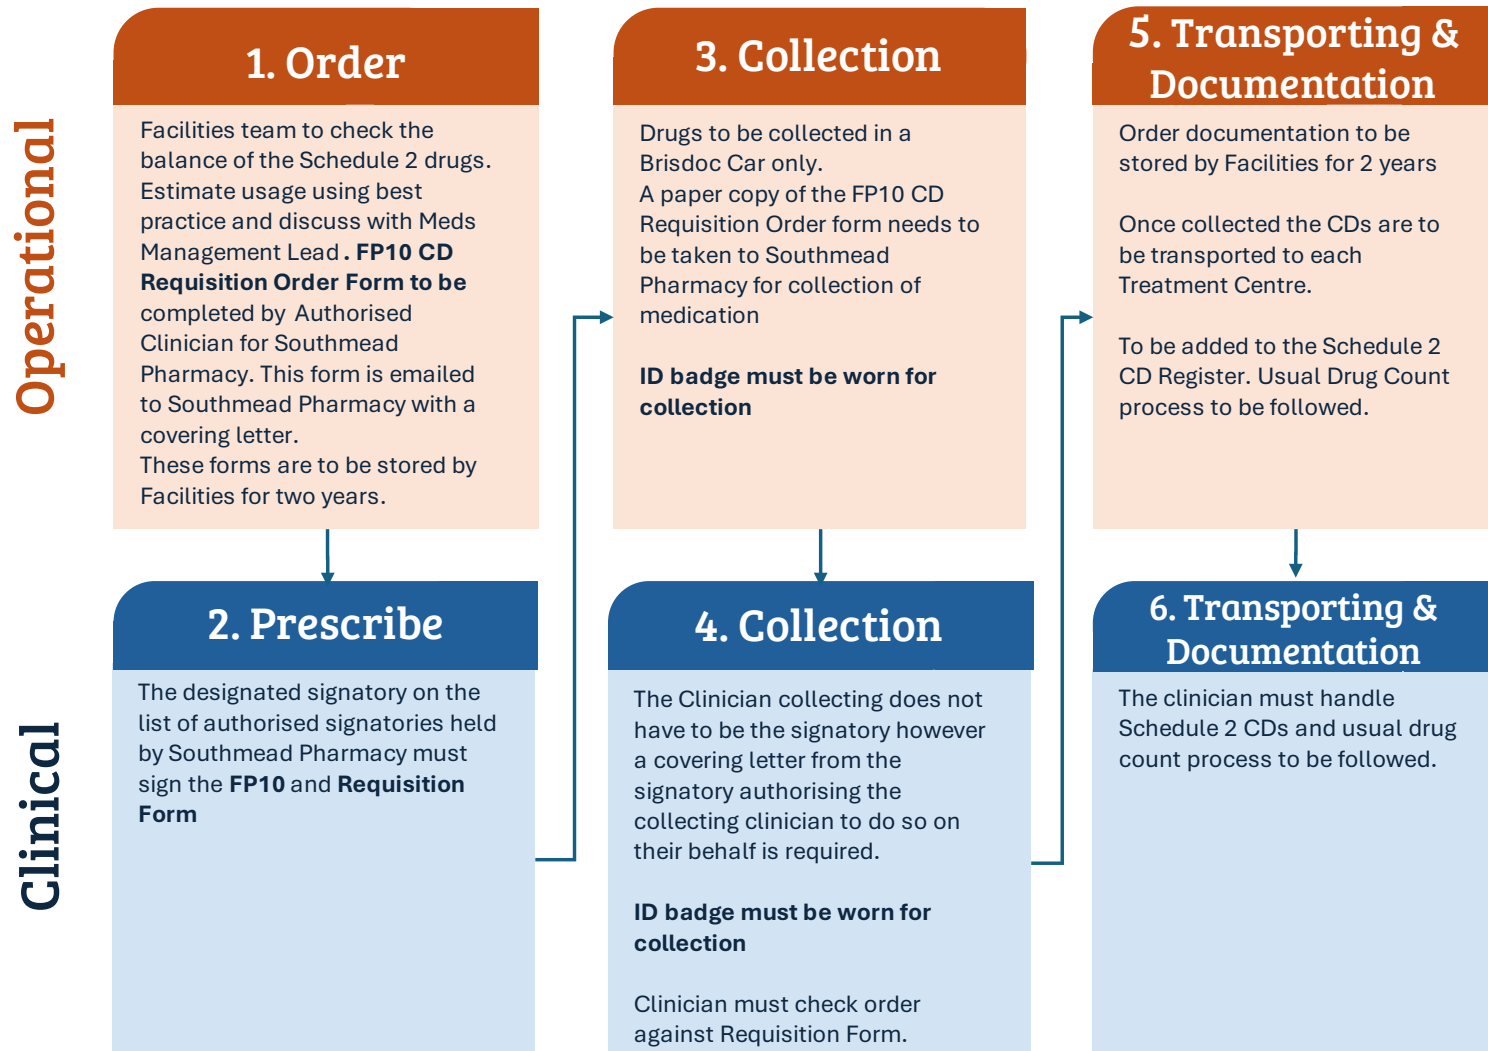 Operational
1. Order
Facilities team to check the
balance of the Schedule 2 drugs.
Estimate usage using best
practice and discuss with Meds
Management Lead . FP10 CD
Requisition Order Form to be
completed by Authorised
Clinician for Southmead
Pharmacy. This form is emailed
to Southmead Pharmacy with a
covering letter.
These forms are to be stored by
Facilities for two years.
Clinical
2. Prescribe
The designated signatory on the
list of authorised signatories held
by Southmead Pharmacy must
sign the FP10 and Requisition
Form
3. Collection
Drugs to be collected in a
Brisdoc Car only.
A paper copy of the FP10 CD
Requisition Order form needs to
be taken to Southmead
Pharmacy for collection of
medication
ID badge must be worn for
collection
4. Collection
The Clinician collecting does not
have to be the signatory however
a covering letter from the
signatory authorising the
collecting clinician to do so on
their behalf is required.
ID badge must be worn for
collection
Clinician must check order
against Requisition Form.
5. Transporting &
Documentation
Order documentation to be
stored by Facilities for 2 years
Once collected the CDs are to
be transported to each
Treatment Centre.
To be added to the Schedule 2
CD Register. Usual Drug Count
process to be followed.
6. Transporting &
Documentation
The clinician must handle
Schedule 2 CDs and usual drug
count process to be followed.